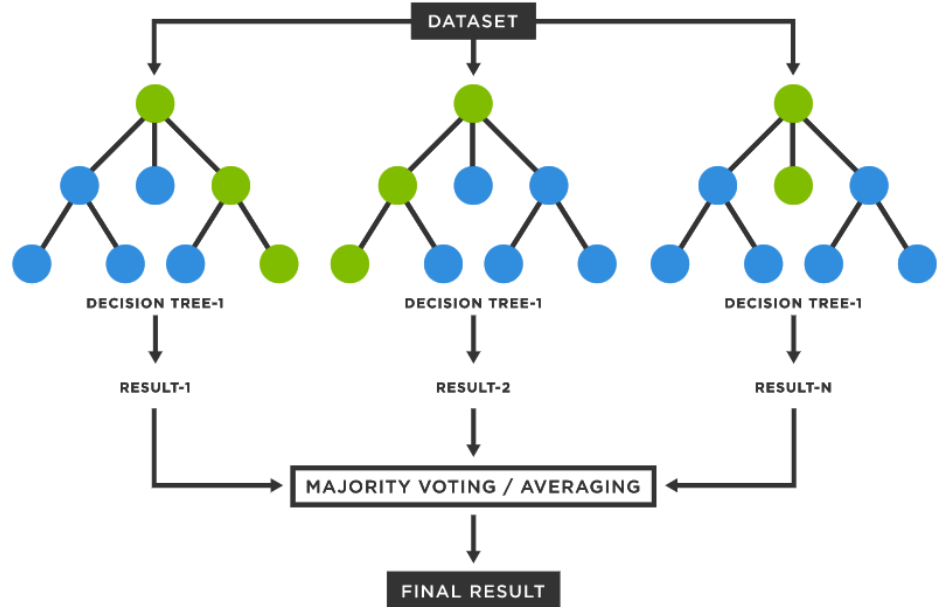 DATASET
DECISION TREE-1
DECISION TREE-1
DECISION TREE-1
RESULT-1
RESULT-2
RESULT-N
MAJORITY VOTING / AVERAGING
FINAL RESULT